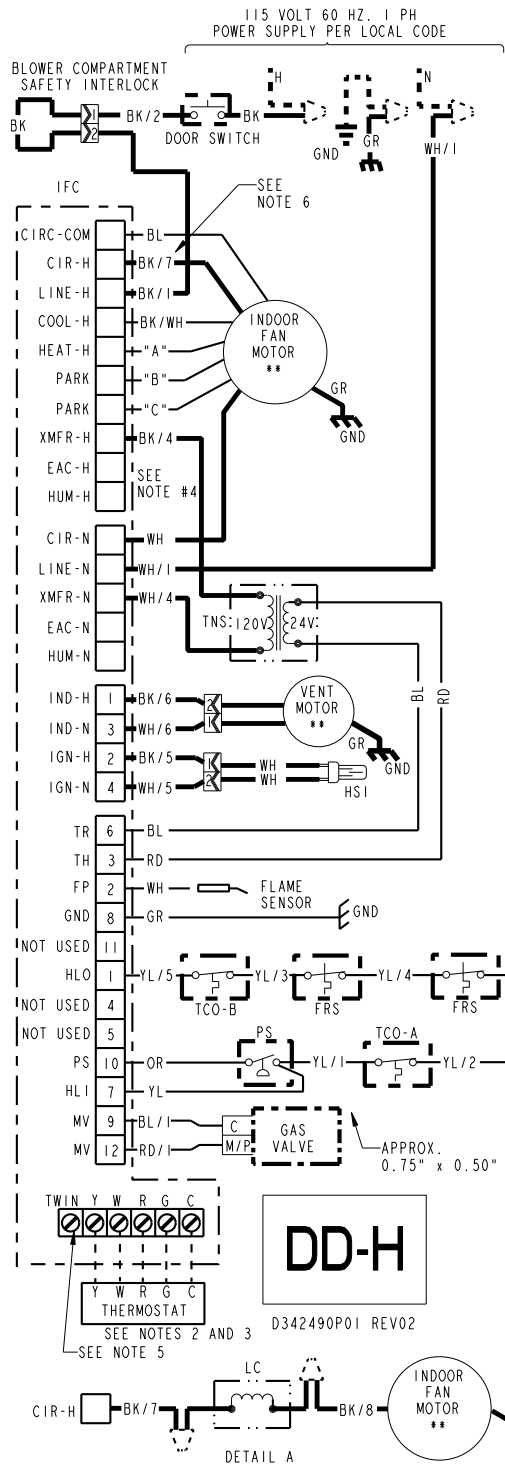 115 VOLT 60 HZ. 1 PH
POWER SUPPLY PER LOCAL CODE
BLOWER COMPARTMENT
SAFETY INTERLOCK
H
N
BK
1
2
BK/2
BK
DOOR SWITCH
GND
GR
WH/1
IFC
SEE
NOTE 6
CIRC-COM
BL
CIR-H
BK/7
LINE-H
BK/1
COOL-H
BK/WH
HEAT-H
"A"
PARK
"B"
PARK
"C"
XMFR-H
BK/4
EAC-H
HUM-H
SEE
NOTE #4
INDOOR
FAN
MOTOR
**
GR
GND
CIR-N
WH
LINE-N
WH/1
XMFR-N
WH/4
EAC-N
HUM-N
TNS
120V
24V
BL
RD
IND-H 1 BK/6 2
IND-N 3 WH/6 1
IGN-H 2 BK/5 1 WH
IGN-N 4 WH/5 2 WH
VENT
MOTOR
**
GR
GND
HSI
TR 6 BL
TH 3 RD
FP 2 WH
FLAME
SENSOR
GND 8 GR
GND
NOT USED 11
HLO 1 YL/5
TCO-B
YL/3
FRS
YL/4
FRS
NOT USED 4
NOT USED 5
PS
TCO-A
PS 10 OR
YL/1
YL/2
HLI 7 YL
MV 9 BL/1 C
MV 12 RD/1 M/P
GAS
VALVE
APPROX.
0.75" x 0.50"
TWIN Y W R G C
Y W R G C
THERMOSTAT
SEE NOTES 2 AND 3
SEE NOTE 5
DD-H
D342490P01 REV02
CIR-H
BK/7
LC
BK/8
INDOOR
FAN
MOTOR
**
DETAIL A